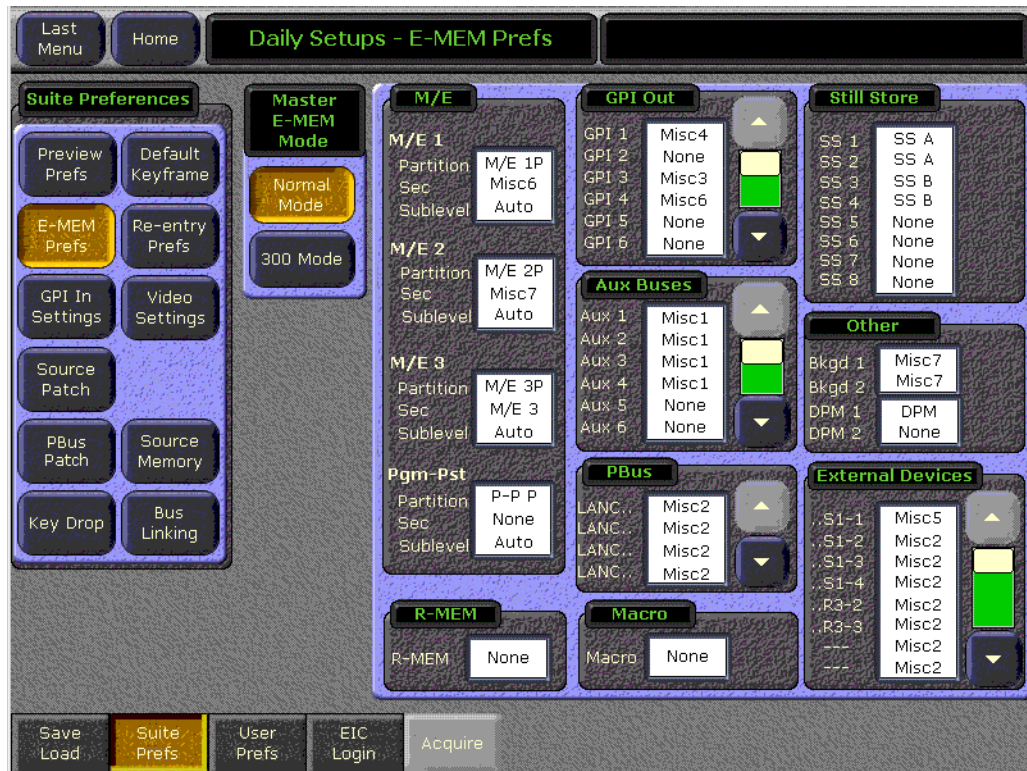 Last Menu
Home
Daily Setups - E-MEM Prefs
Suite Preferences
Preview Prefs
Default Keyframe
E-MEM Prefs
Re-entry Prefs
GPI In Settings
Video Settings
Source Patch
PBus Patch
Source Memory
Key Drop
Bus Linking
Master E-MEM Mode
Normal Mode
300 Mode
M/E
M/E 1
Partition M/E 1P
Sec Misc6
Sublevel Auto
M/E 2
Partition M/E 2P
Sec Misc7
Sublevel Auto
M/E 3
Partition M/E 3P
Sec M/E 3
Sublevel Auto
Pgm-Pst
Partition P-P P
Sec None
Sublevel Auto
R-MEM
R-MEM None
GPI Out
GPI 1 Misc4
GPI 2 None
GPI 3 Misc3
GPI 4 Misc6
GPI 5 None
GPI 6 None
Aux Buses
Aux 1 Misc1
Aux 2 Misc1
Aux 3 Misc1
Aux 4 Misc1
Aux 5 None
Aux 6 None
PBus
LANC.. Misc2
LANC.. Misc2
LANC.. Misc2
LANC.. Misc2
Macro
Macro None
Still Store
SS 1 SS A
SS 2 SS A
SS 3 SS B
SS 4 SS B
SS 5 None
SS 6 None
SS 7 None
SS 8 None
Other
Bkgd 1 Misc7
Bkgd 2 Misc7
DPM 1 DPM
DPM 2 None
External Devices
..S1-1 Misc5
..S1-2 Misc2
..S1-3 Misc2
..S1-4 Misc2
..R3-2 Misc2
..R3-3 Misc2
--- Misc2
--- Misc2
Save Load
Suite Prefs
User Prefs
EIC Login
Acquire